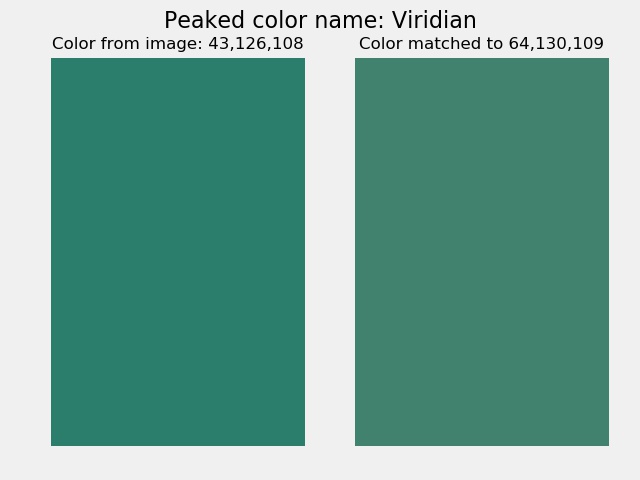 Peaked color name: Viridian
Color from image: 43,126,108
Color matched to 64,130,109